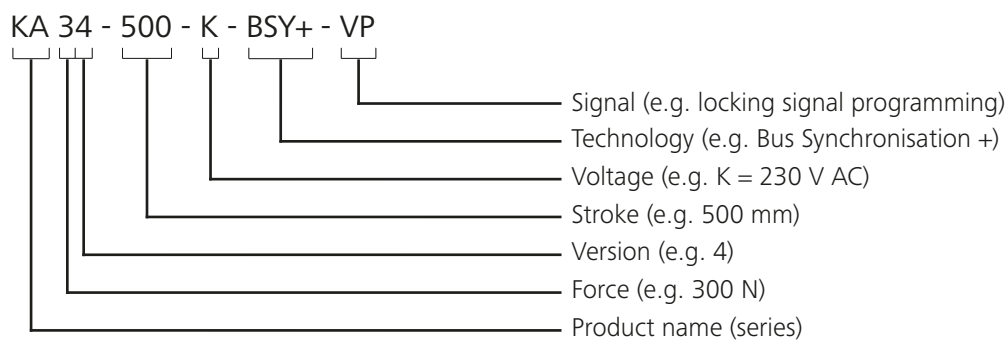 KA 34 - 500 - K - BSY+ - VP
Signal (e.g. locking signal programming)
Technology (e.g. Bus Synchronisation +)
Voltage (e.g. K = 230 V AC)
Stroke (e.g. 500 mm)
Version (e.g. 4)
Force (e.g. 300 N)
Product name (series)